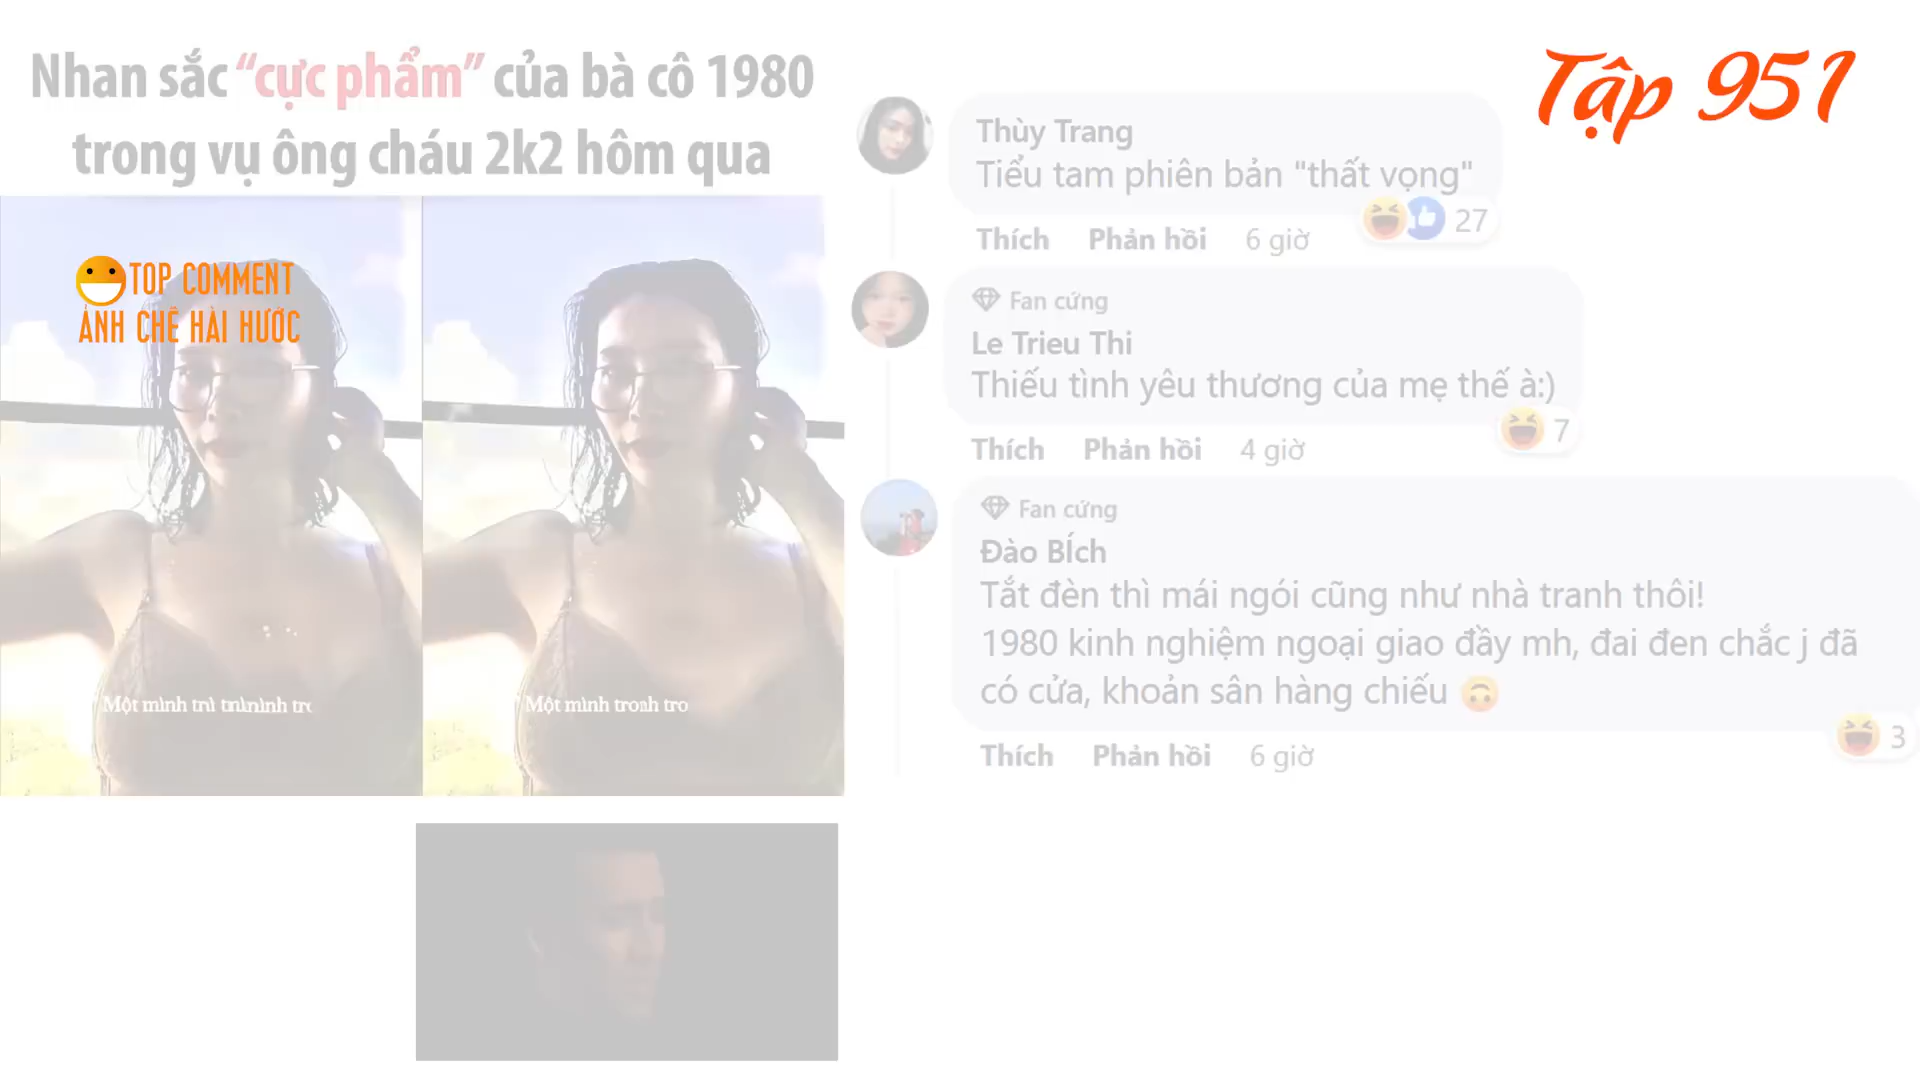 Nhan sắc “cực phẩm” của bà cô 1980
trong vụ ông cháu 2k2 hôm qua
TOP COMMENT
ẢNH CHẾ HÀI HƯỚC
Một mình
Một mình
Tập 951
Thùy Trang
Tiểu tam phiên bản "thất vọng"
27
Thích Phản hồi 6 giờ
Fan cứng
Le Trieu Thi
Thiếu tình yêu thương của mẹ thế à:)
7
Thích Phản hồi 4 giờ
Fan cứng
Đào BÍch
Tắt đèn thì mái ngói cũng như nhà tranh thôi!
1980 kinh nghiệm ngoại giao đầy mh, đai đen chắc j đã
có cửa, khoản sân hàng chiếu 🙃
3
Thích Phản hồi 6 giờ